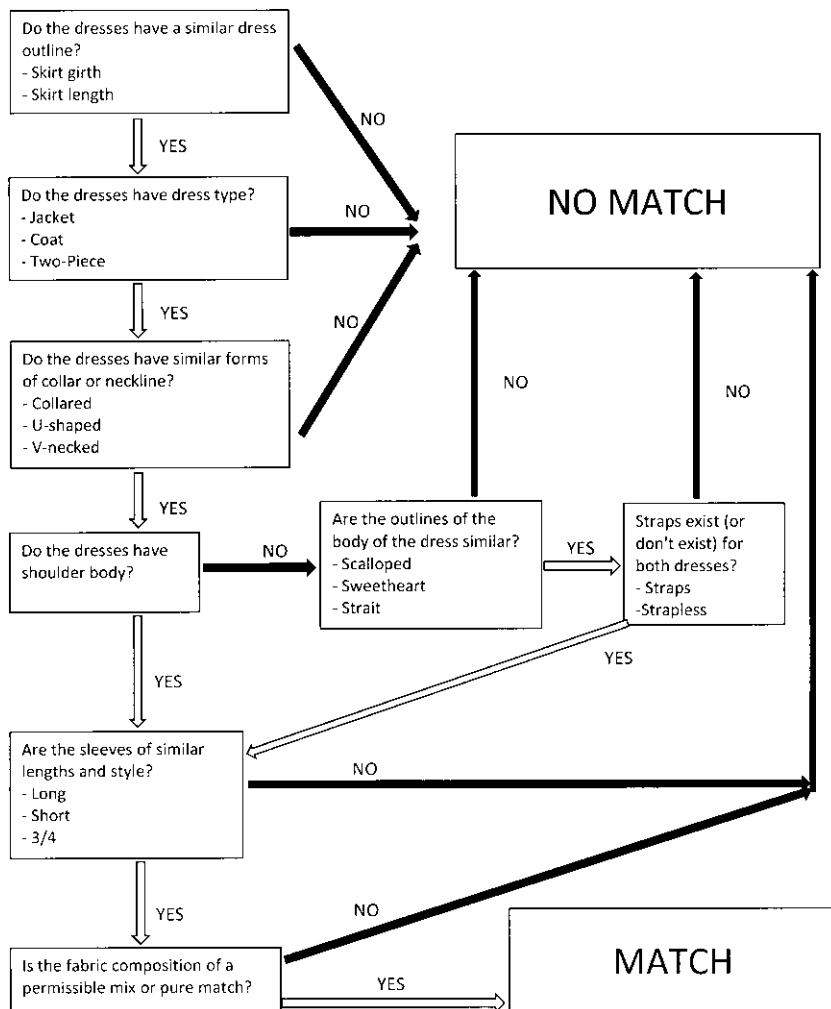 Do the dresses have a similar dress
outline?
- Skirt girth
- Skirt length
NO
YES
NO MATCH
Do the dresses have dress type?
- Jacket
- Coat
- Two-Piece
NO
YES
NO
Do the dresses have similar forms
of collar or neckline?
- Collared
- U-shaped
- V-necked
NO
NO
YES
Do the dresses have
shoulder body?
NO
Are the outlines of the
body of the dress similar?
- Scalloped
- Sweetheart
- Strait
YES
Straps exist (or
don't exist) for
both dresses?
- Straps
-Strapless
YES
YES
Are the sleeves of similar
lengths and style?
- Long
- Short
- 3/4
NO
YES
NO
Is the fabric composition of a
permissible mix or pure match?
YES
MATCH